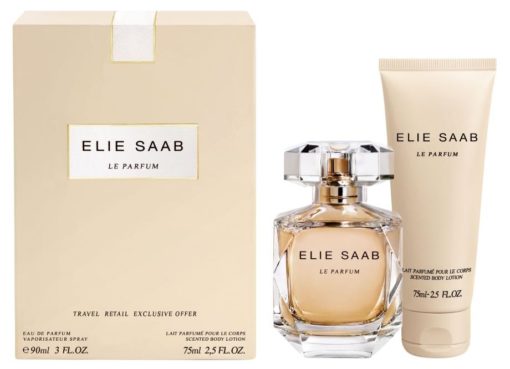 ELIE SAAB
LE PARFUM
TRAVEL RETAIL EXCLUSIVE OFFER
EAU DE PARFUM
VAPORISATEUR SPRAY
℮ 90ml 3 FL.OZ.
LAIT PARFUMÉ POUR LE CORPS
SCENTED BODY LOTION
75ml 2,5 FL.OZ.
ELIE SAAB
LE PARFUM
ELIE SAAB
LE PARFUM
LAIT PARFUMÉ POUR LE CORPS
SCENTED BODY LOTION
75ml-2.5 FL.OZ.